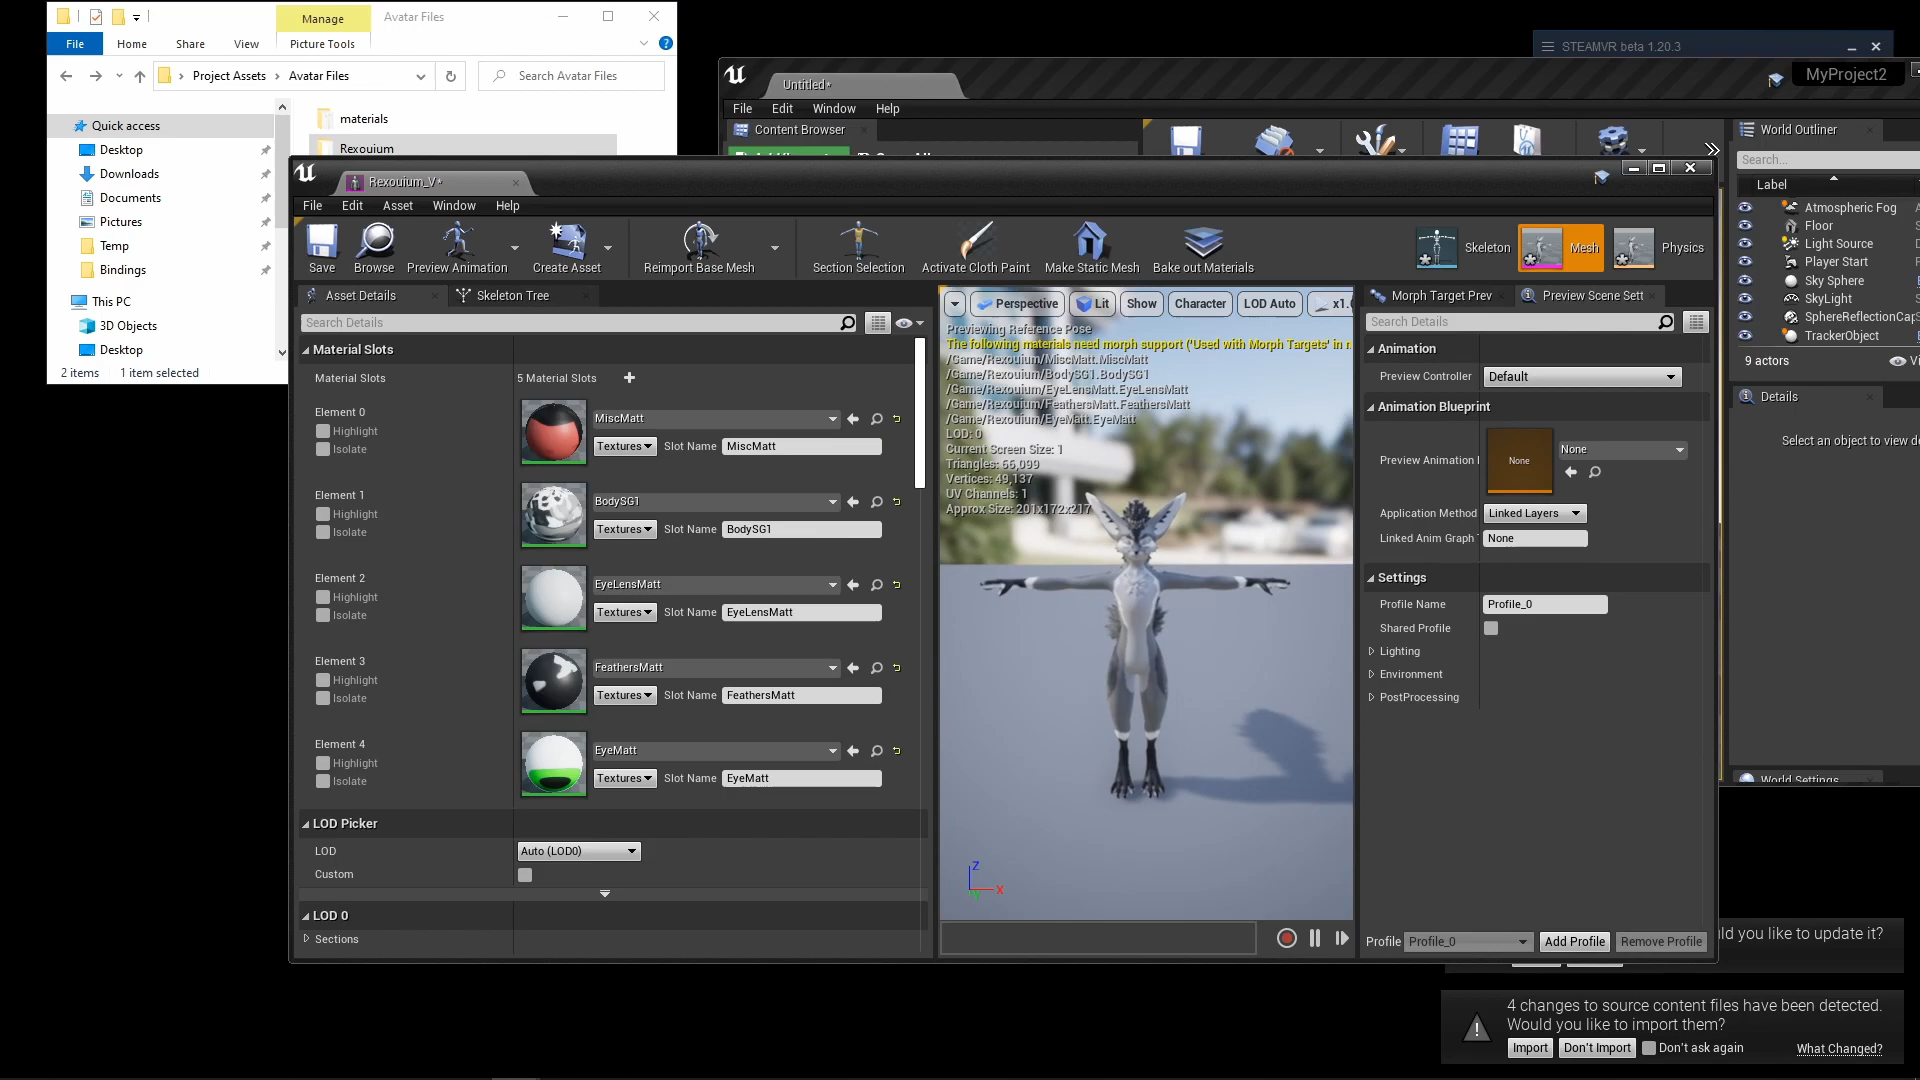 Manage
Avatar Files
File
Home
Share
View
Picture Tools
Project Assets
Avatar Files
Search Avatar Files
Quick access
Desktop
Downloads
Documents
Pictures
Temp
Bindings
This PC
3D Objects
Desktop
2 items
1 item selected
materials
Rexouium
STEAMVR beta 1.20.3
Untitled*
MyProject2
File Edit Window Help
Content Browser
World Outliner
Search...
Label
Atmospheric Fog
Floor
Light Source
Player Start
Sky Sphere
SkyLight
SphereReflectionCap
TrackerObject
9 actors
Details
Select an object to view de
World Settings
Rexouium_V*
File Edit Asset Window Help
Save
Browse
Preview Animation
Create Asset
Reimport Base Mesh
Section Selection
Activate Cloth Paint
Make Static Mesh
Bake out Materials
Skeleton
Mesh
Physics
Asset Details
Skeleton Tree
Search Details
Material Slots
Material Slots
5 Material Slots
Element 0
Highlight
Isolate
MiscMatt
Textures
Slot Name
MiscMatt
Element 1
Highlight
Isolate
BodySG1
Textures
Slot Name
BodySG1
Element 2
Highlight
Isolate
EyeLensMatt
Textures
Slot Name
EyeLensMatt
Element 3
Highlight
Isolate
FeathersMatt
Textures
Slot Name
FeathersMatt
Element 4
Highlight
Isolate
EyeMatt
Textures
Slot Name
EyeMatt
LOD Picker
LOD
Auto (LOD0)
Custom
LOD 0
Sections
Perspective
Lit
Show
Character
LOD Auto
x1.0
Previewing Reference Pose
The following materials need morph support ('Used with Morph Targets' in m
/Game/Rexouium/MiscMatt.MiscMatt
/Game/Rexouium/BodySG1.BodySG1
/Game/Rexouium/EyeLensMatt.EyeLensMatt
/Game/Rexouium/FeathersMatt.FeathersMatt
/Game/Rexouium/EyeMatt.EyeMatt
LOD: 0
Current Screen Size: 1
Triangles: 66,099
Vertices: 49,137
UV Channels: 1
Approx Size: 201x172x217
Z
X
Y
Morph Target Prev
Preview Scene Sett
Search Details
Animation
Preview Controller
Default
Animation Blueprint
Preview Animation
None
None
Application Method
Linked Layers
Linked Anim Graph
None
Settings
Profile Name
Profile_0
Shared Profile
Lighting
Environment
PostProcessing
Profile
Profile_0
Add Profile
Remove Profile
ld you like to update it?
4 changes to source content files have been detected.
Would you like to import them?
Import
Don't Import
Don't ask again
What Changed?